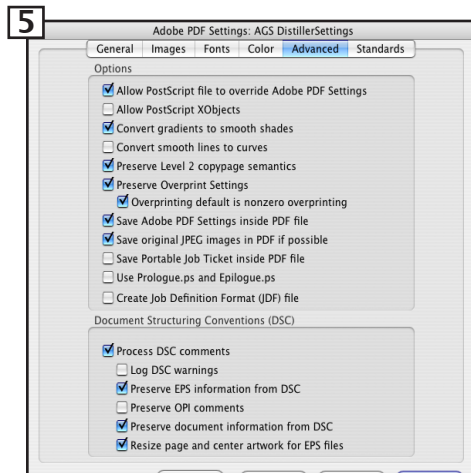 5
Adobe PDF Settings: AGS DistillerSettings
General Images Fonts Color Advanced Standards
Options
Allow PostScript file to override Adobe PDF Settings
Allow PostScript XObjects
Convert gradients to smooth shades
Convert smooth lines to curves
Preserve Level 2 copypage semantics
Preserve Overprint Settings
Overprinting default is nonzero overprinting
Save Adobe PDF Settings inside PDF file
Save original JPEG images in PDF if possible
Save Portable Job Ticket inside PDF file
Use Prologue.ps and Epilogue.ps
Create Job Definition Format (JDF) file
Document Structuring Conventions (DSC)
Process DSC comments
Log DSC warnings
Preserve EPS information from DSC
Preserve OPI comments
Preserve document information from DSC
Resize page and center artwork for EPS files